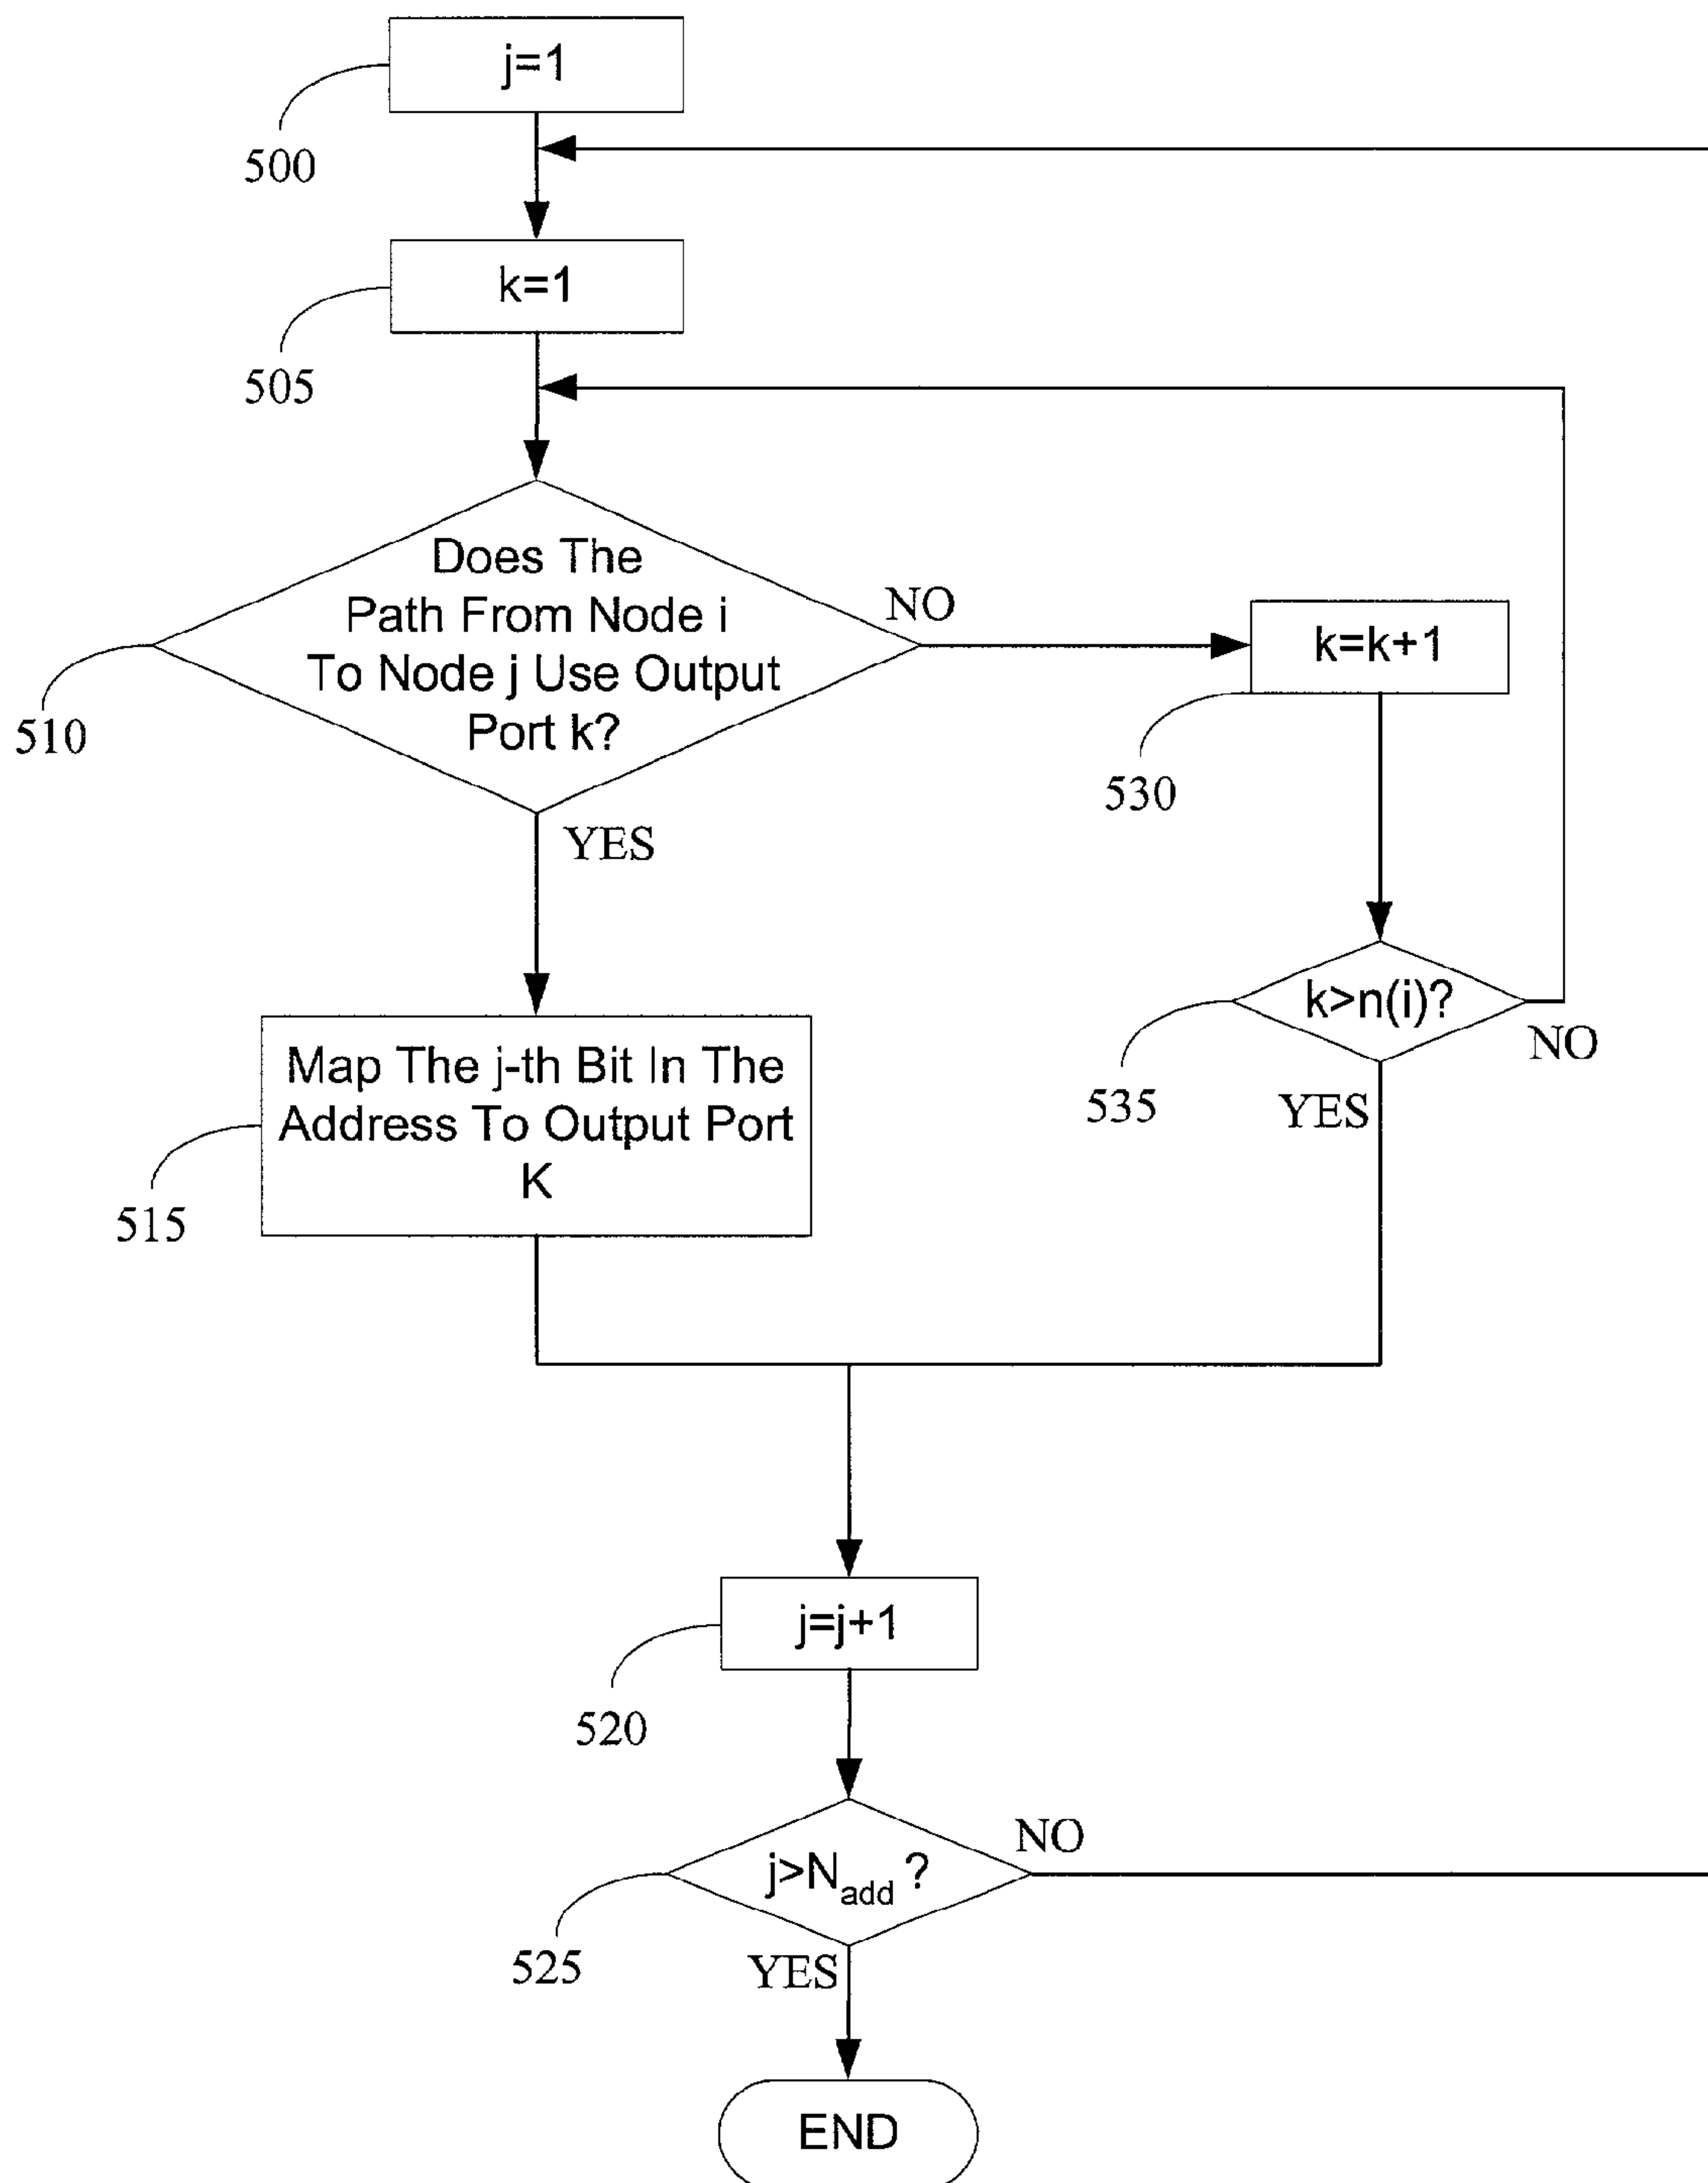 j=1
500
k=1
505
Does The
Path From Node i
To Node j Use Output
Port k?
510
NO
k=k+1
530
YES
k>n(i)?
NO
535
YES
Map The j-th Bit In The
Address To Output Port
K
515
j=j+1
520
j>Nadd ?
NO
525
YES
END